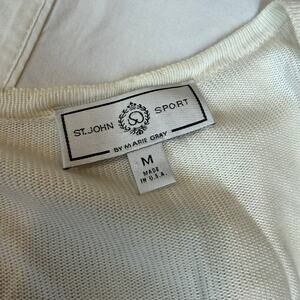 ST. JOHN SPORT
BY MARIE GRAY
M
MADE
IN U.S.A.